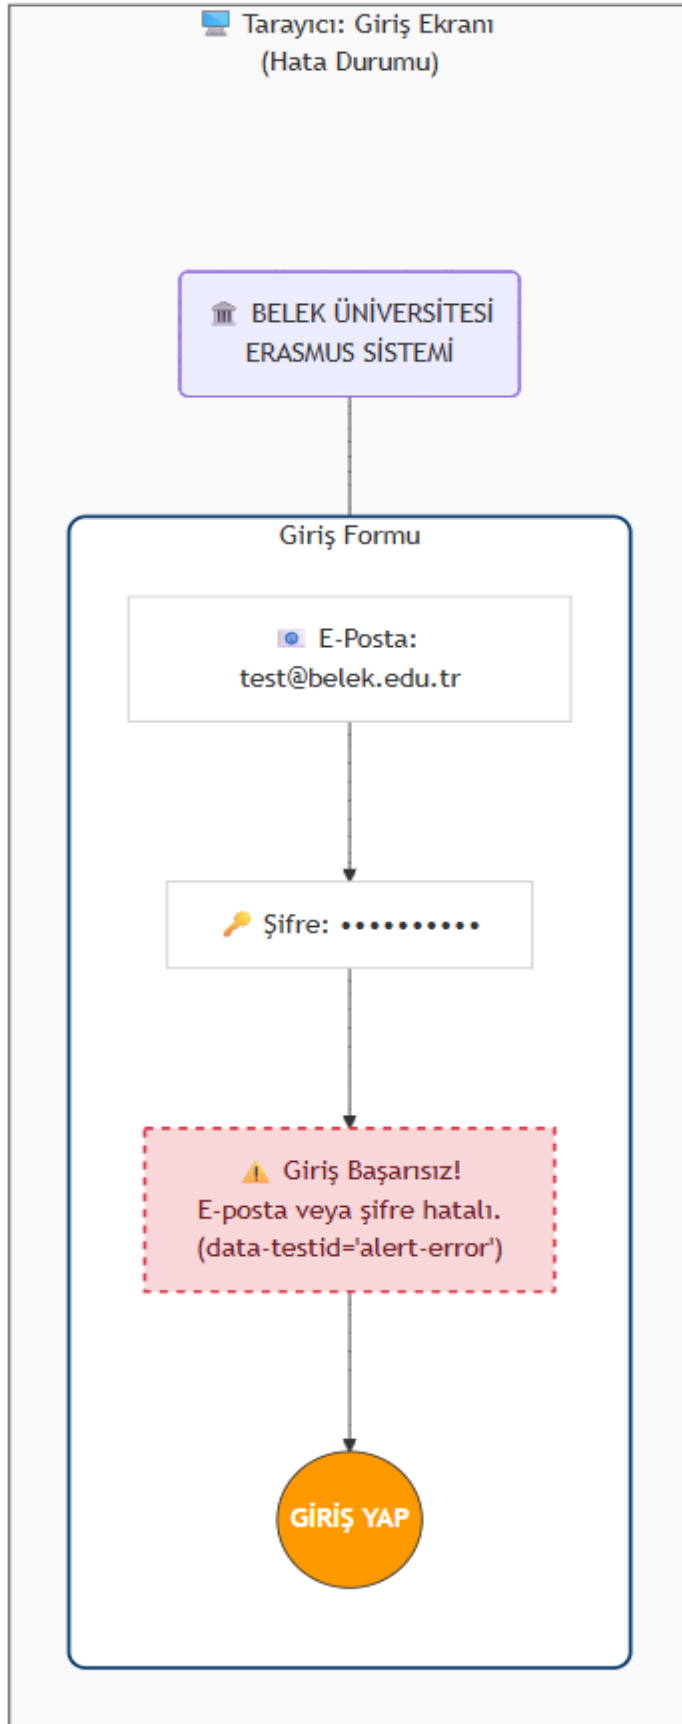 Tarayıcı: Giriş Ekranı
(Hata Durumu)
BELEK ÜNİVERSİTESİ
ERASMUS SİSTEMİ
Giriş Formu
E-Posta:
test@belek.edu.tr
Şifre: ••••••••••
Giriş Başarısız!
E-posta veya şifre hatalı.
(data-testid='alert-error')
GİRİŞ YAP